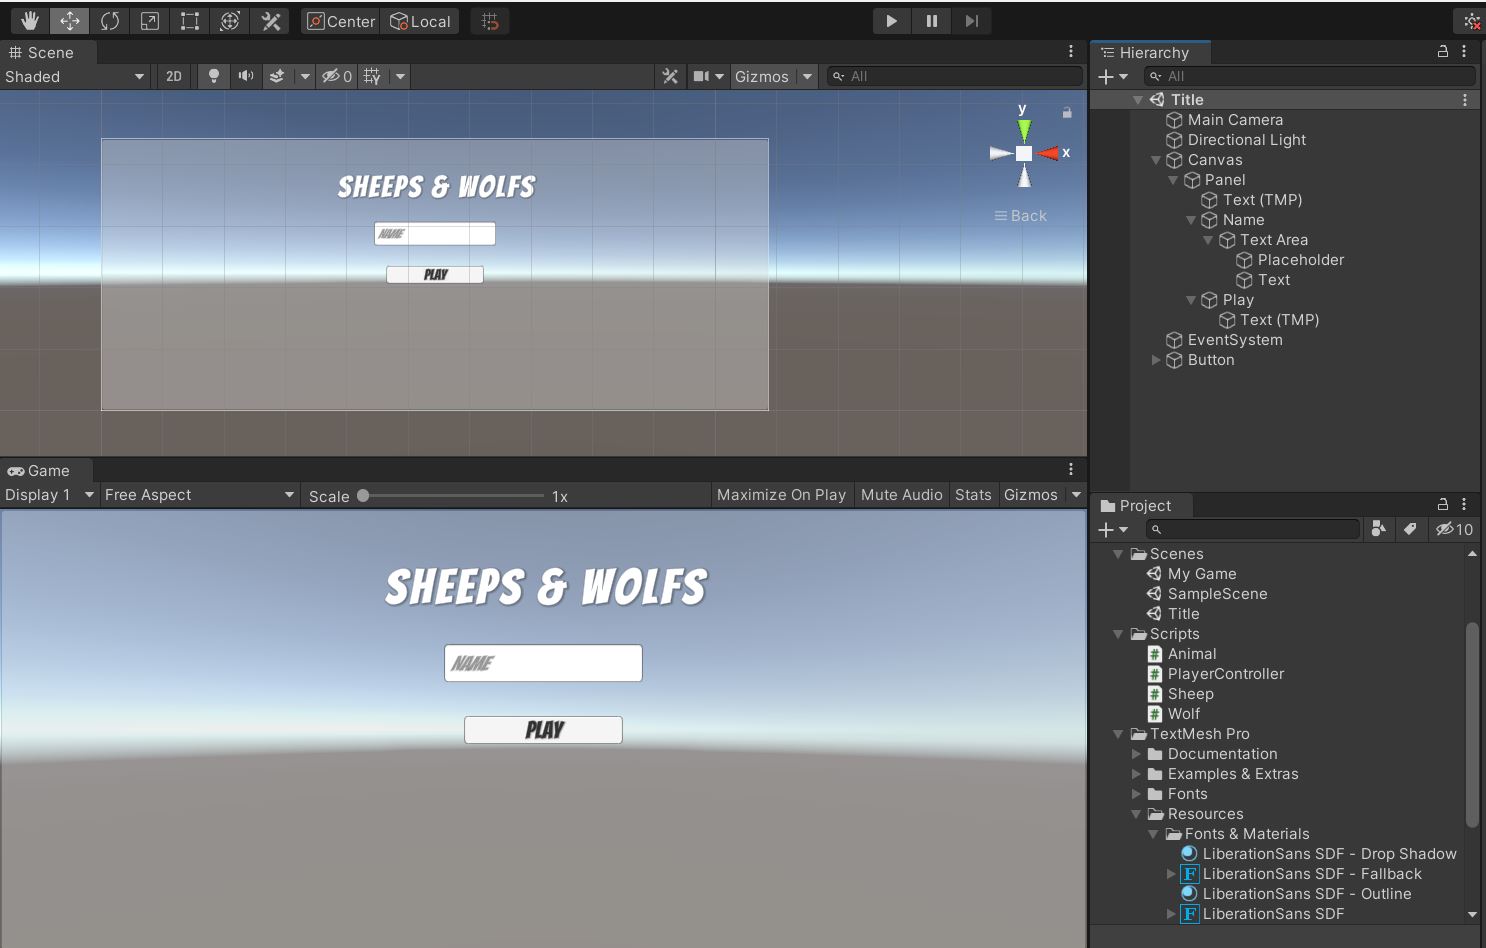 Center Local
Scene
Shaded 2D 0 Gizmos All
y
x
Back
SHEEPS & WOLFS
NAME
PLAY
Game
Display 1 Free Aspect Scale 1x Maximize On Play Mute Audio Stats Gizmos
SHEEPS & WOLFS
NAME
PLAY
Hierarchy
All
Title
Main Camera
Directional Light
Canvas
Panel
Text (TMP)
Name
Text Area
Placeholder
Text
Play
Text (TMP)
EventSystem
Button
Project
10
Scenes
My Game
SampleScene
Title
Scripts
Animal
PlayerController
Sheep
Wolf
TextMesh Pro
Documentation
Examples & Extras
Fonts
Resources
Fonts & Materials
LiberationSans SDF - Drop Shadow
LiberationSans SDF - Fallback
LiberationSans SDF - Outline
LiberationSans SDF